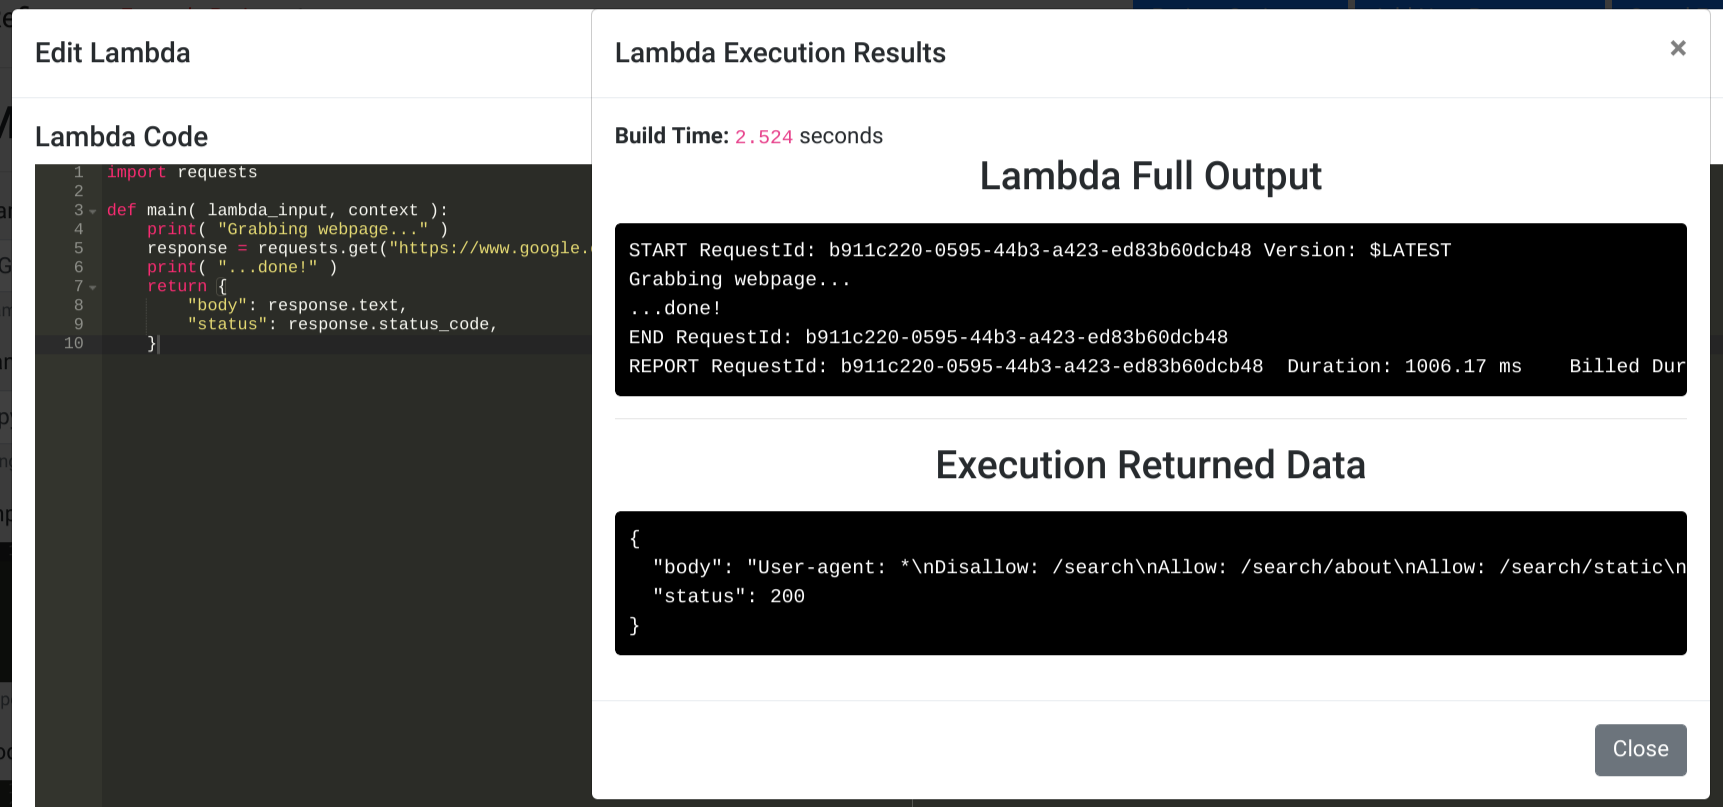 Edit Lambda
Lambda Code
1 import requests
2
3 def main( lambda_input, context ):
4 print( "Grabbing webpage..." )
5 response = requests.get("https://www.google.
6 print( "...done!" )
7 return {
8 "body": response.text,
9 "status": response.status_code,
10 }
Lambda Execution Results
×
Build Time: 2.524 seconds
Lambda Full Output
START RequestId: b911c220-0595-44b3-a423-ed83b60dcb48 Version: $LATEST
Grabbing webpage...
...done!
END RequestId: b911c220-0595-44b3-a423-ed83b60dcb48
REPORT RequestId: b911c220-0595-44b3-a423-ed83b60dcb48 Duration: 1006.17 ms Billed Dur
Execution Returned Data
{
"body": "User-agent: *\nDisallow: /search\nAllow: /search/about\nAllow: /search/static\n
"status": 200
}
Close